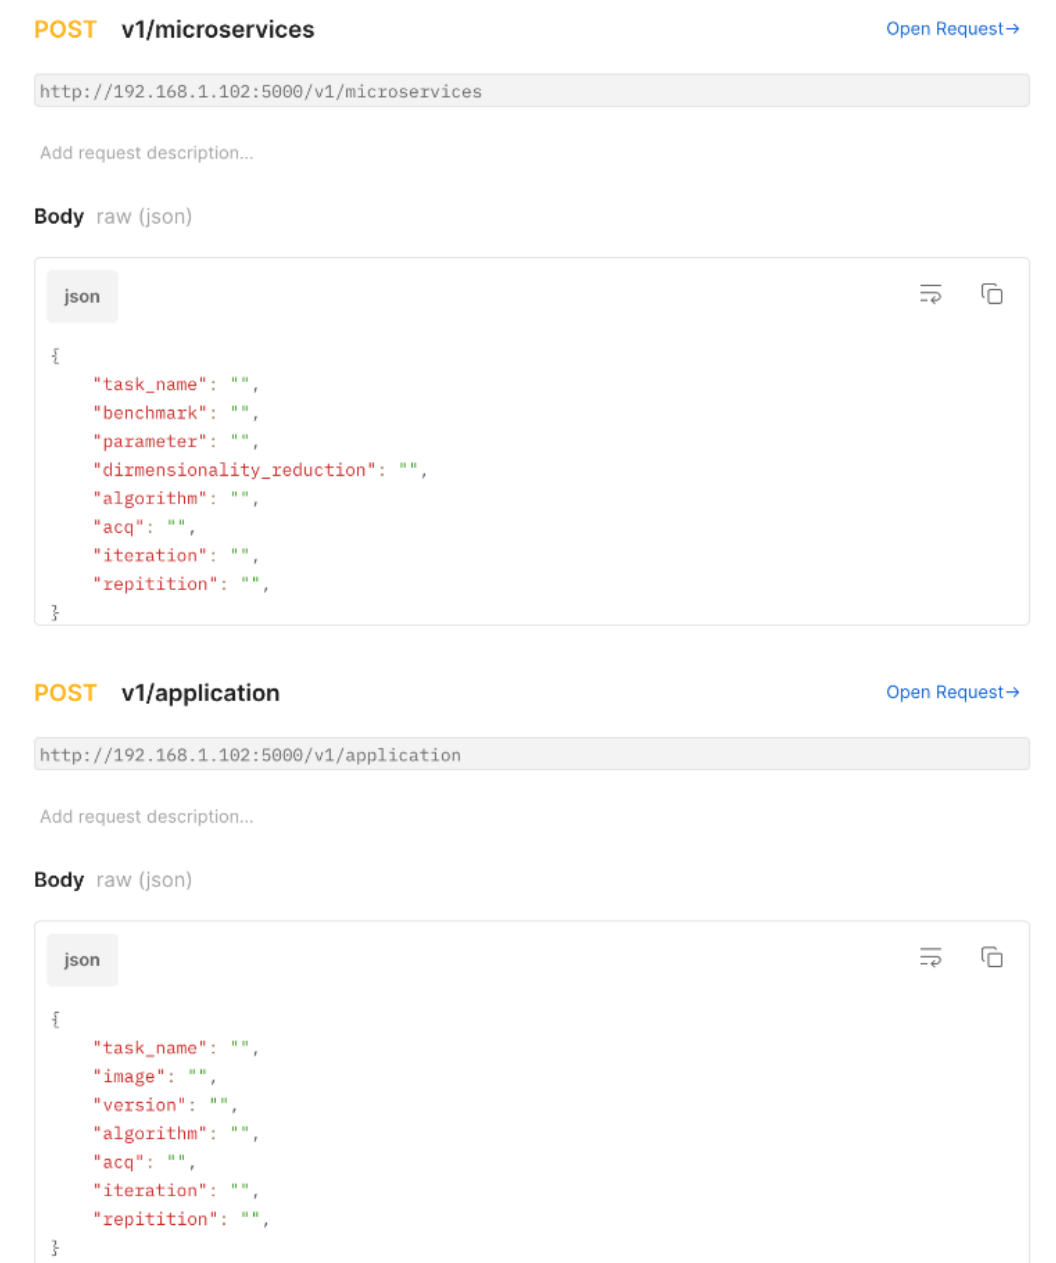 POST v1/microservices Open Request→
http://192.168.1.102:5000/v1/microservices
Add request description...
Body raw (json)
json
{
"task_name": "",
"benchmark": "",
"parameter": "",
"dirmensionality_reduction": "",
"algorithm": "",
"acq": "",
"iteration": "",
"repitition": "",
}
POST v1/application Open Request→
http://192.168.1.102:5000/v1/application
Add request description...
Body raw (json)
json
{
"task_name": "",
"image": "",
"version": "",
"algorithm": "",
"acq": "",
"iteration": "",
"repitition": "",
}